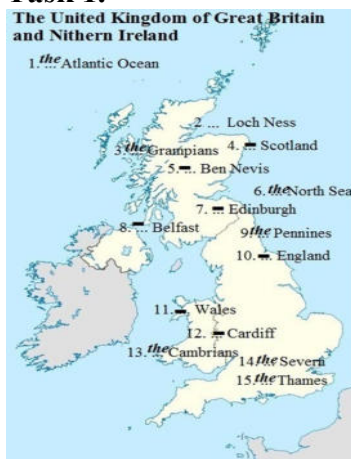 Task 1.
The United Kingdom of Great Britain
and Nithern Ireland
1. the Atlantic Ocean
2 ... Loch Ness
3. the Grampians
4. - Scotland
5. - Ben Nevis
6. the North Sea
7. - Edinburgh
8. - Belfast
9 the Pennines
10. - England
11. - Wales
12. - Cardiff
13. the Cambrians
14 the Severn
15. the Thames